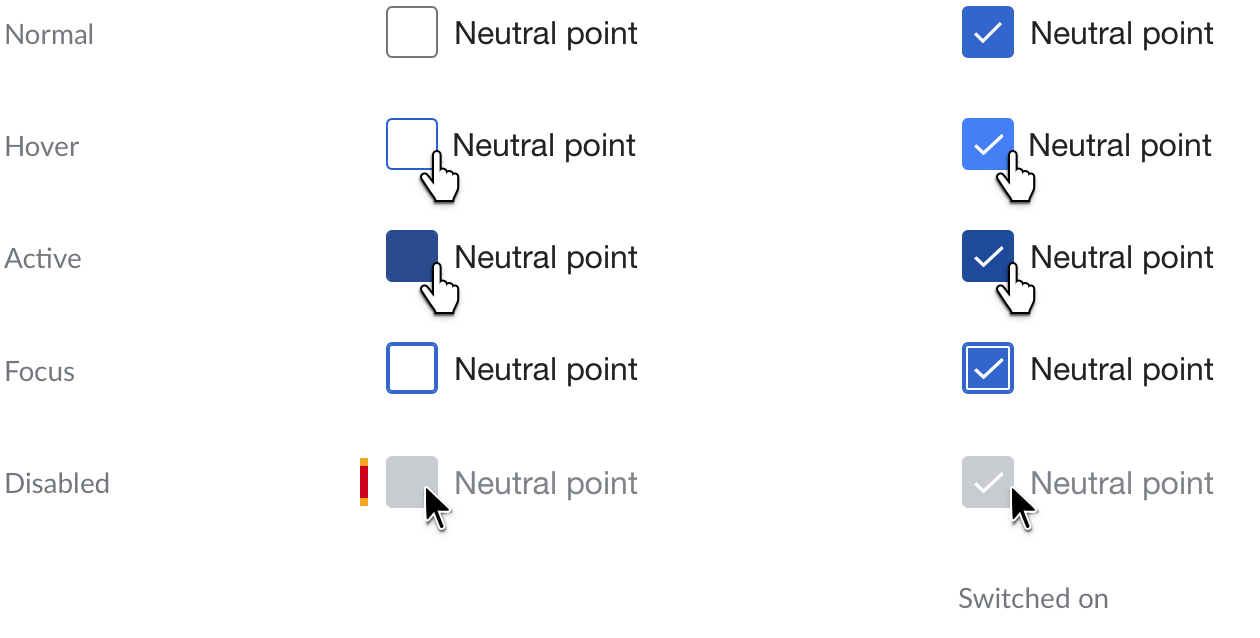 Normal Neutral point Neutral point
Hover Neutral point Neutral point
Active Neutral point Neutral point
Focus Neutral point Neutral point
Disabled Neutral point Neutral point
Switched on